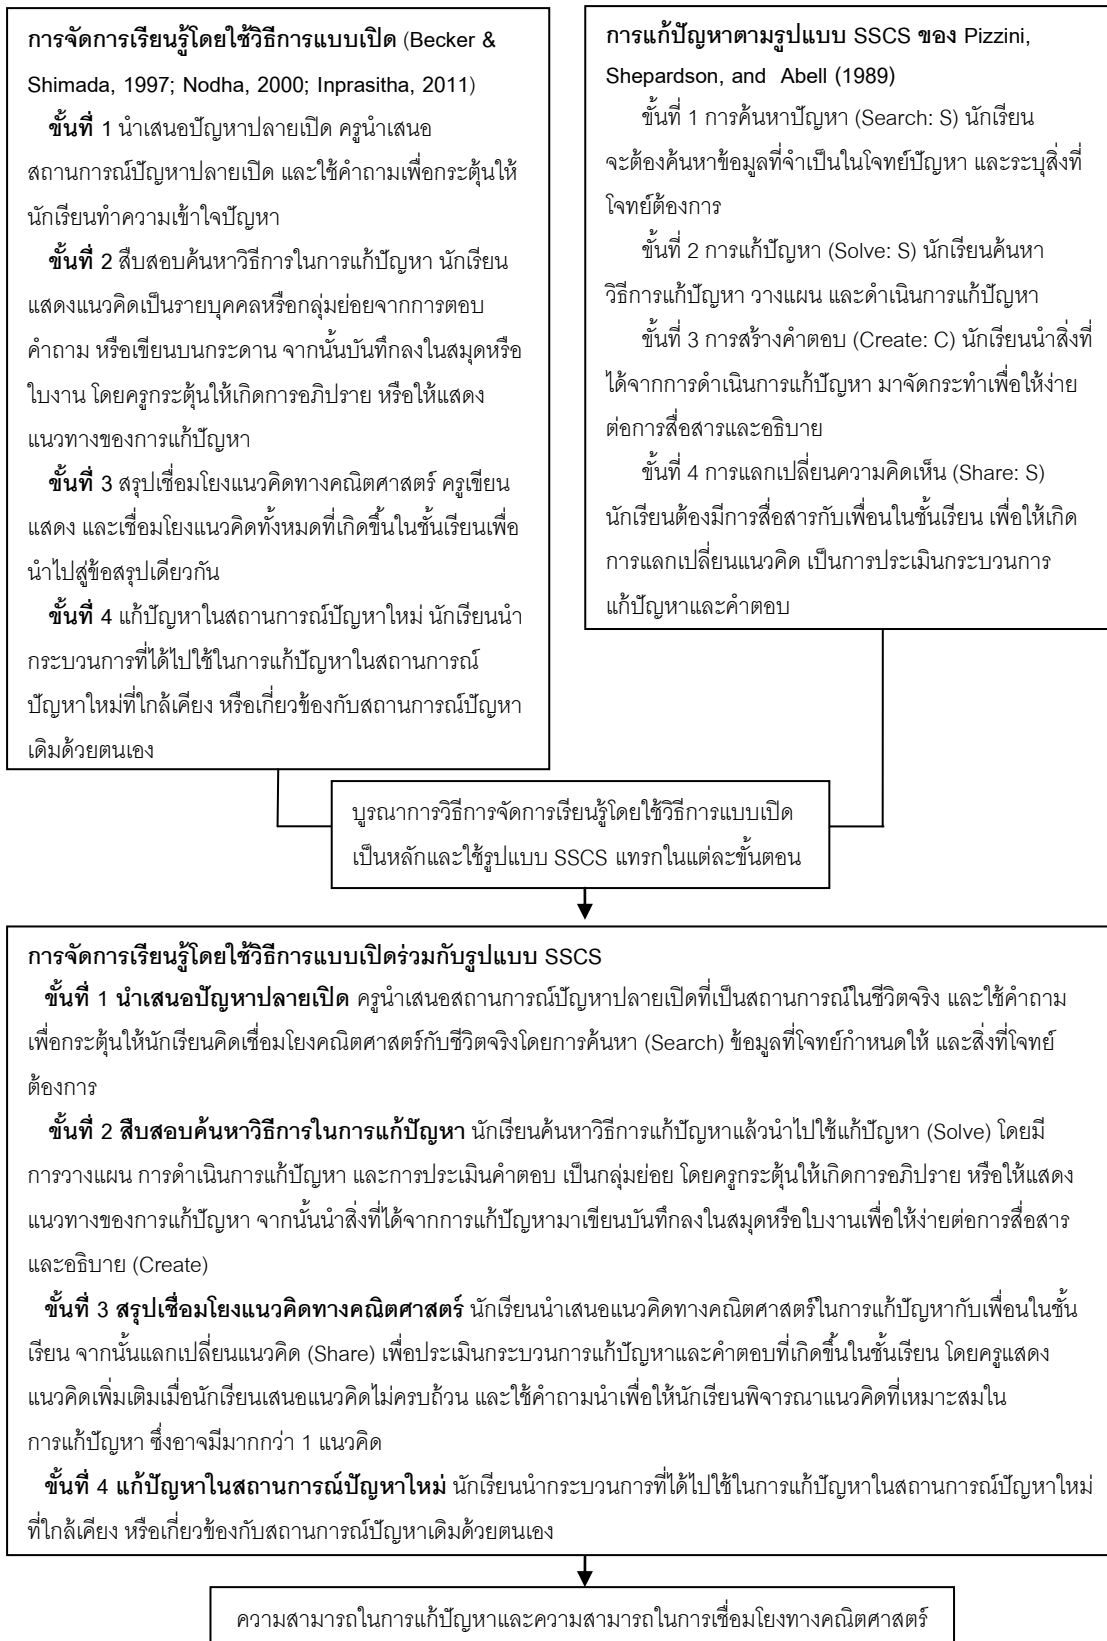 การจัดการเรียนรู้โดยใช้วิธีการแบบเปิด (Becker &
Shimada, 1997; Nodha, 2000; Inprasitha, 2011)
ขั้นที่ 1 นำเสนอปัญหาปลายเปิด ครูนำเสนอ
สถานการณ์ปัญหาปลายเปิด และใช้คำถามเพื่อกระตุ้นให้
นักเรียนทำความเข้าใจปัญหา
ขั้นที่ 2 สืบสอบค้นหาวิธีการในการแก้ปัญหา นักเรียน
แสดงแนวคิดเป็นรายบุคคลหรือกลุ่มย่อยจากการตอบ
คำถาม หรือเขียนบนกระดาน จากนั้นบันทึกลงในสมุดหรือ
ใบงาน โดยครูกระตุ้นให้เกิดการอภิปราย หรือให้แสดง
แนวทางของการแก้ปัญหา
ขั้นที่ 3 สรุปเชื่อมโยงแนวคิดทางคณิตศาสตร์ ครูเขียน
แสดง และเชื่อมโยงแนวคิดทั้งหมดที่เกิดขึ้นในชั้นเรียนเพื่อ
นำไปสู่ข้อสรุปเดียวกัน
ขั้นที่ 4 แก้ปัญหาในสถานการณ์ปัญหาใหม่ นักเรียนนำ
กระบวนการที่ได้ไปใช้ในการแก้ปัญหาในสถานการณ์
ปัญหาใหม่ที่ใกล้เคียง หรือเกี่ยวข้องกับสถานการณ์ปัญหา
เดิมด้วยตนเอง
การแก้ปัญหาตามรูปแบบ SSCS ของ Pizzini,
Shepardson, and Abell (1989)
ขั้นที่ 1 การค้นหาปัญหา (Search: S) นักเรียน
จะต้องค้นหาข้อมูลที่จำเป็นในโจทย์ปัญหา และระบุสิ่งที่
โจทย์ต้องการ
ขั้นที่ 2 การแก้ปัญหา (Solve: S) นักเรียนค้นหา
วิธีการแก้ปัญหา วางแผน และดำเนินการแก้ปัญหา
ขั้นที่ 3 การสร้างคำตอบ (Create: C) นักเรียนนำสิ่งที่
ได้จากการดำเนินการแก้ปัญหา มาจัดกระทำเพื่อให้ง่าย
ต่อการสื่อสารและอธิบาย
ขั้นที่ 4 การแลกเปลี่ยนความคิดเห็น (Share: S)
นักเรียนต้องมีการสื่อสารกับเพื่อนในชั้นเรียน เพื่อให้เกิด
การแลกเปลี่ยนแนวคิด เป็นการประเมินกระบวนการ
แก้ปัญหาและคำตอบ
บูรณาการวิธีการจัดการเรียนรู้โดยใช้วิธีการแบบเปิด
เป็นหลักและใช้รูปแบบ SSCS แทรกในแต่ละขั้นตอน
การจัดการเรียนรู้โดยใช้วิธีการแบบเปิดร่วมกับรูปแบบ SSCS
ขั้นที่ 1 นำเสนอปัญหาปลายเปิด ครูนำเสนอสถานการณ์ปัญหาปลายเปิดที่เป็นสถานการณ์ในชีวิตจริง และใช้คำถาม
เพื่อกระตุ้นให้นักเรียนคิดเชื่อมโยงคณิตศาสตร์กับชีวิตจริงโดยการค้นหา (Search) ข้อมูลที่โจทย์กำหนดให้ และสิ่งที่โจทย์
ต้องการ
ขั้นที่ 2 สืบสอบค้นหาวิธีการในการแก้ปัญหา นักเรียนค้นหาวิธีการแก้ปัญหาแล้วนำไปใช้แก้ปัญหา (Solve) โดยมี
การวางแผน การดำเนินการแก้ปัญหา และการประเมินคำตอบ เป็นกลุ่มย่อย โดยครูกระตุ้นให้เกิดการอภิปราย หรือให้แสดง
แนวทางของการแก้ปัญหา จากนั้นนำสิ่งที่ได้จากการแก้ปัญหามาเขียนบันทึกลงในสมุดหรือใบงานเพื่อให้ง่ายต่อการสื่อสาร
และอธิบาย (Create)
ขั้นที่ 3 สรุปเชื่อมโยงแนวคิดทางคณิตศาสตร์ นักเรียนนำเสนอแนวคิดทางคณิตศาสตร์ในการแก้ปัญหากับเพื่อนในชั้น
เรียน จากนั้นแลกเปลี่ยนแนวคิด (Share) เพื่อประเมินกระบวนการแก้ปัญหาและคำตอบที่เกิดขึ้นในชั้นเรียน โดยครูแสดง
แนวคิดเพิ่มเติมเมื่อนักเรียนเสนอแนวคิดไม่ครบถ้วน และใช้คำถามนำเพื่อให้นักเรียนพิจารณาแนวคิดที่เหมาะสมใน
การแก้ปัญหา ซึ่งอาจมีมากกว่า 1 แนวคิด
ขั้นที่ 4 แก้ปัญหาในสถานการณ์ปัญหาใหม่ นักเรียนนำกระบวนการที่ได้ไปใช้ในการแก้ปัญหาในสถานการณ์ปัญหาใหม่
ที่ใกล้เคียง หรือเกี่ยวข้องกับสถานการณ์ปัญหาเดิมด้วยตนเอง
ความสามารถในการแก้ปัญหาและความสามารถในการเชื่อมโยงทางคณิตศาสตร์